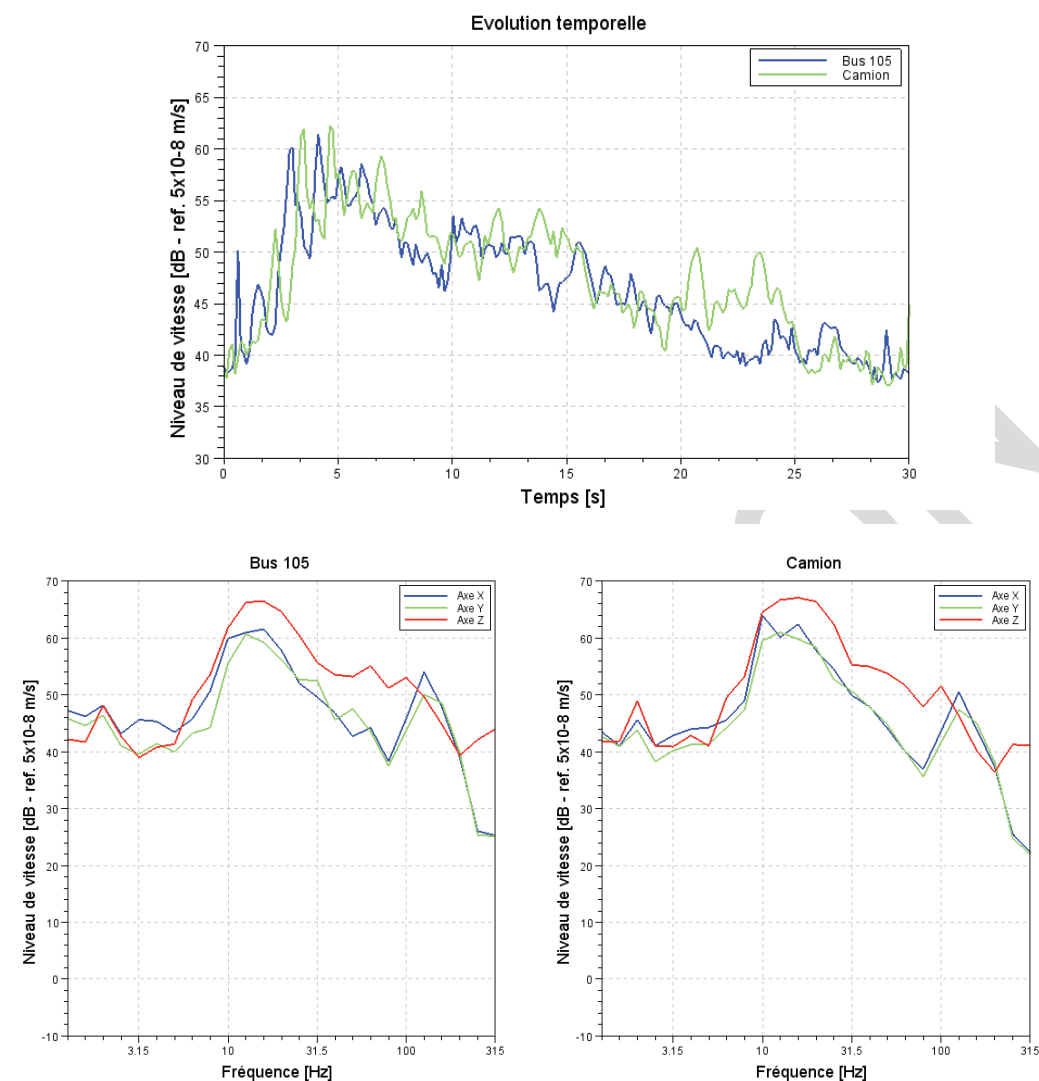 Evolution temporelle
Niveau de vitesse [dB - ref. 5x10-8 m/s]
70
65
60
55
50
45
40
35
30
Bus 105
Camion
0 5 10 15 20 25 30
Temps [s]
Bus 105
Niveau de vitesse [dB - ref. 5x10-8 m/s]
70
60
50
40
30
20
10
0
-10
Axe X
Axe Y
Axe Z
3.15 10 31.5 100 315
Fréquence [Hz]
Camion
Niveau de vitesse [dB - ref. 5x10-8 m/s]
70
60
50
40
30
20
10
0
-10
Axe X
Axe Y
Axe Z
3.15 10 31.5 100 315
Fréquence [Hz]